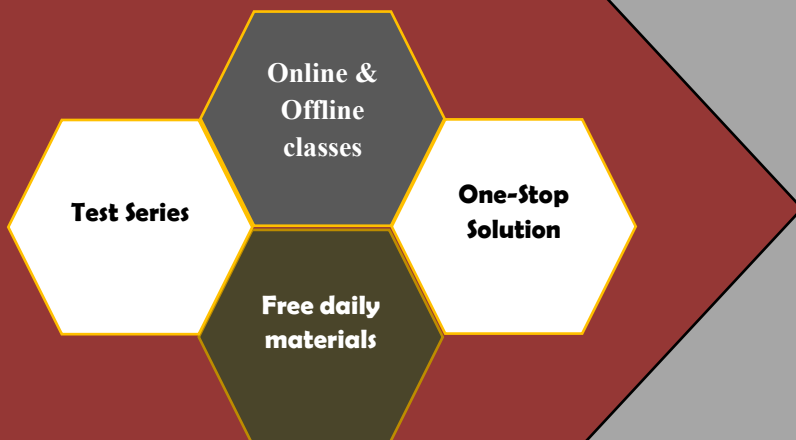 Online &
Offline
classes
Test Series
One-Stop
Solution
Free daily
materials